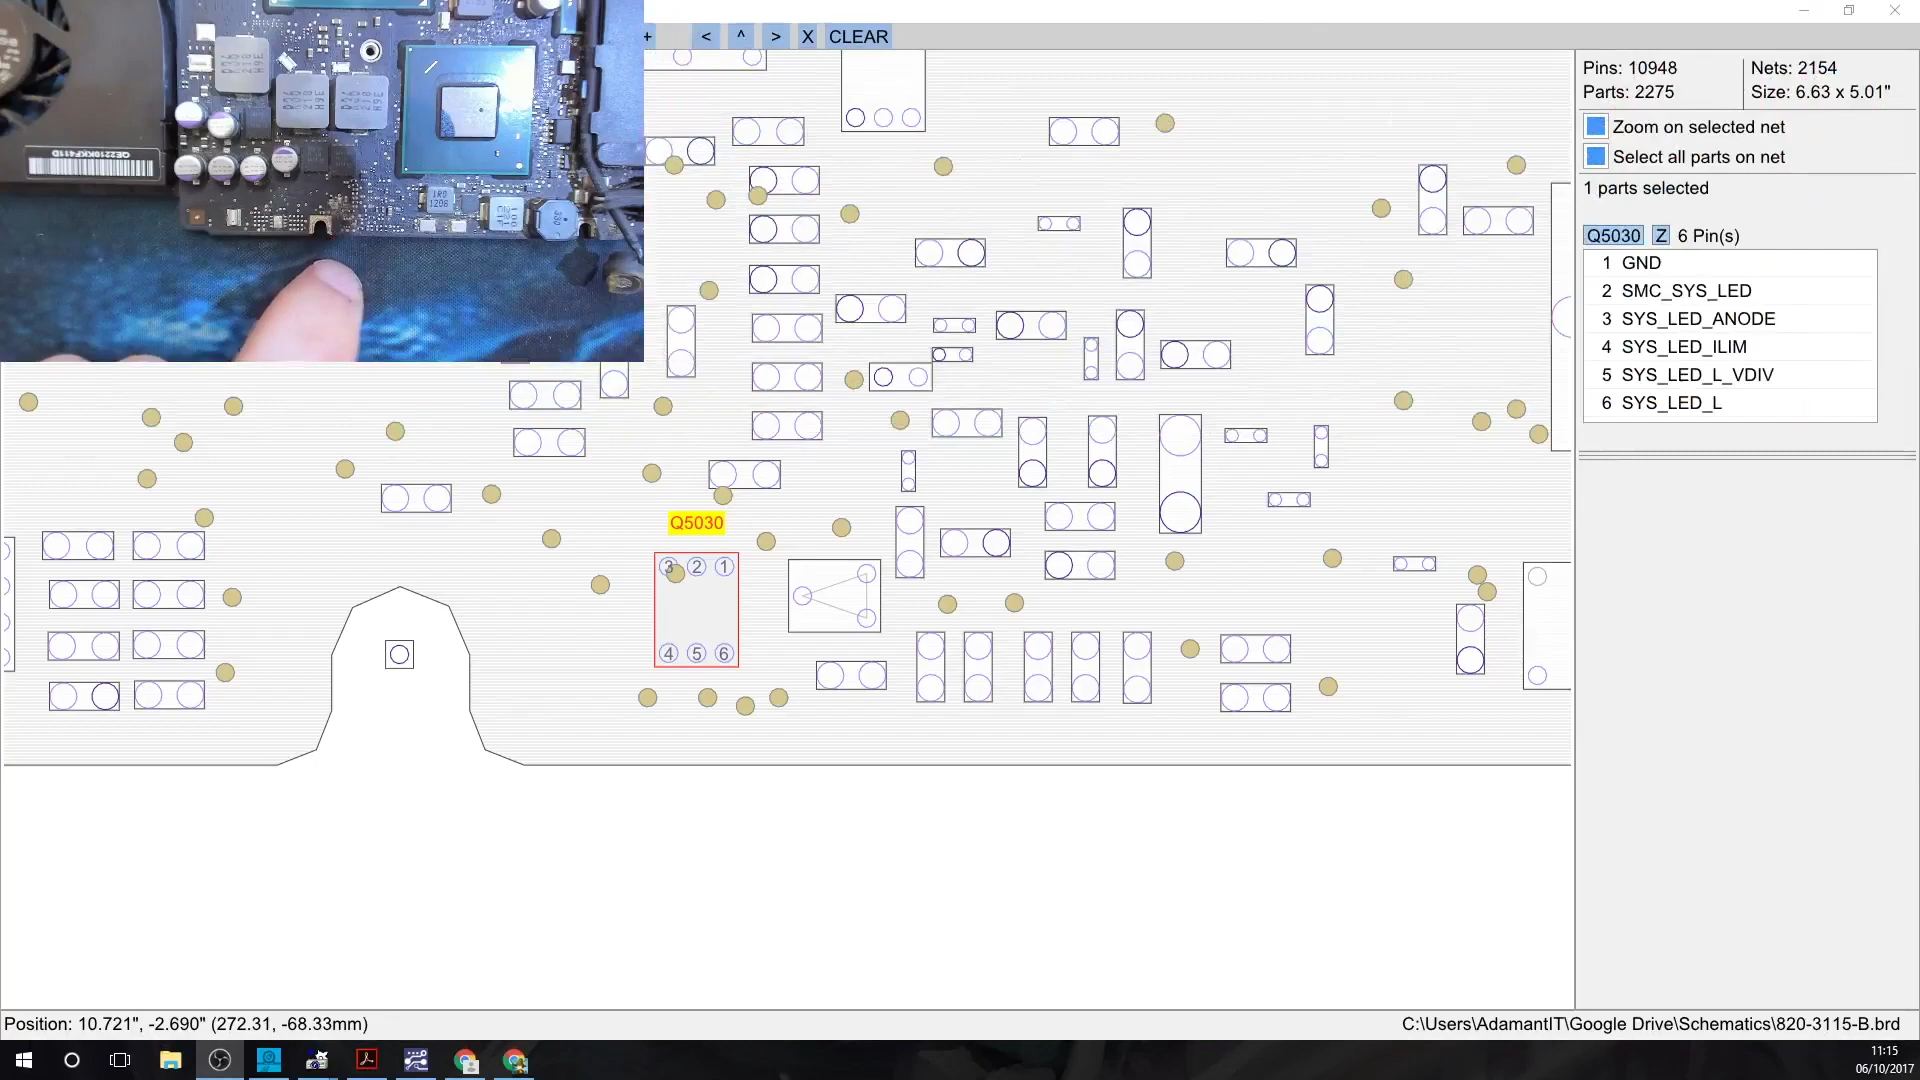 + < ^ > X CLEAR
Pins: 10948
Nets: 2154
Parts: 2275
Size: 6.63 x 5.01"
Zoom on selected net
Select all parts on net
1 parts selected
Q5030 Z 6 Pin(s)
1 GND
2 SMC_SYS_LED
3 SYS_LED_ANODE
4 SYS_LED_ILIM
5 SYS_LED_L_VDIV
6 SYS_LED_L
Q5030
3 2 1
4 5 6
Position: 10.721", -2.690" (272.31, -68.33mm)
C:\Users\AdamantIT\Google Drive\Schematics\820-3115-B.brd
11:15
06/10/2017